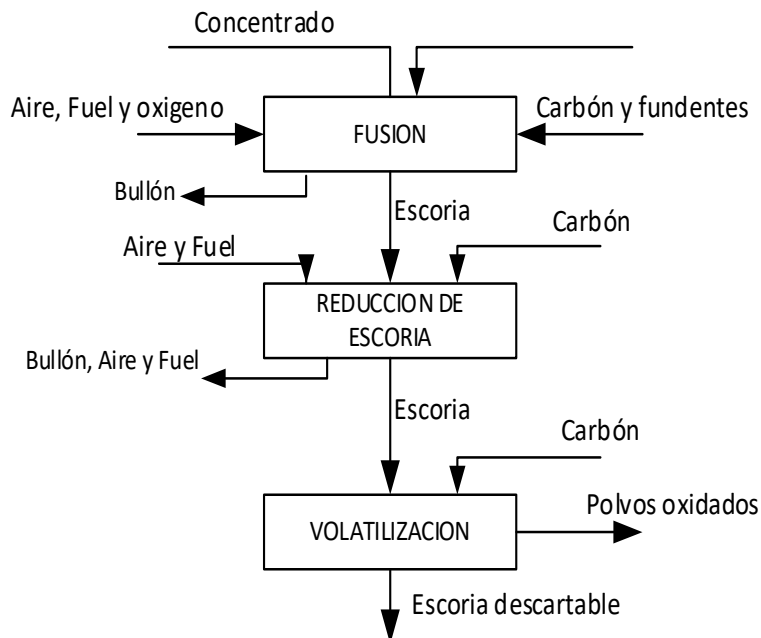 Concentrado
Aire, Fuel y oxigeno
Carbón y fundentes
FUSION
Bullón
Escoria
Carbón
Aire y Fuel
REDUCCION DE
ESCORIA
Bullón, Aire y Fuel
Escoria
Carbón
Polvos oxidados
VOLATILIZACION
Escoria descartable